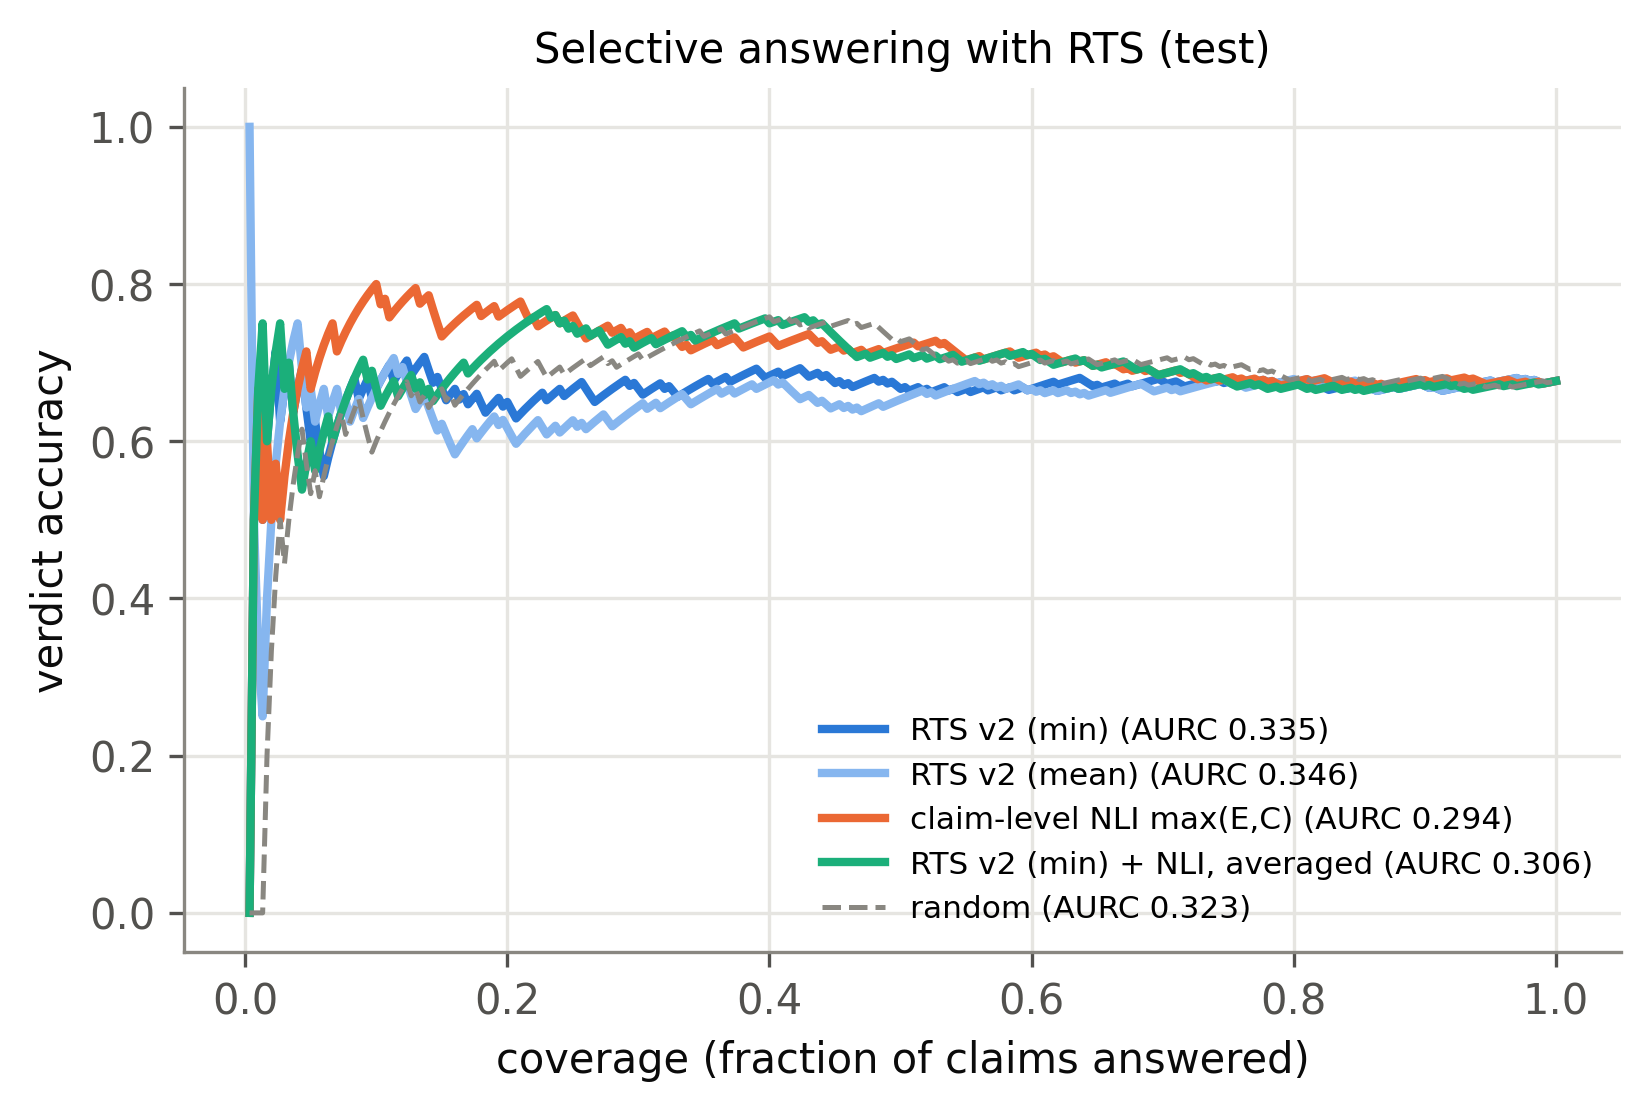 Selective answering with RTS (test)
verdict accuracy
1.0
0.8
0.6
0.4
0.2
0.0
RTS v2 (min) (AURC 0.335)
RTS v2 (mean) (AURC 0.346)
claim-level NLI max(E,C) (AURC 0.294)
RTS v2 (min) + NLI, averaged (AURC 0.306)
random (AURC 0.323)
0.0 0.2 0.4 0.6 0.8 1.0
coverage (fraction of claims answered)